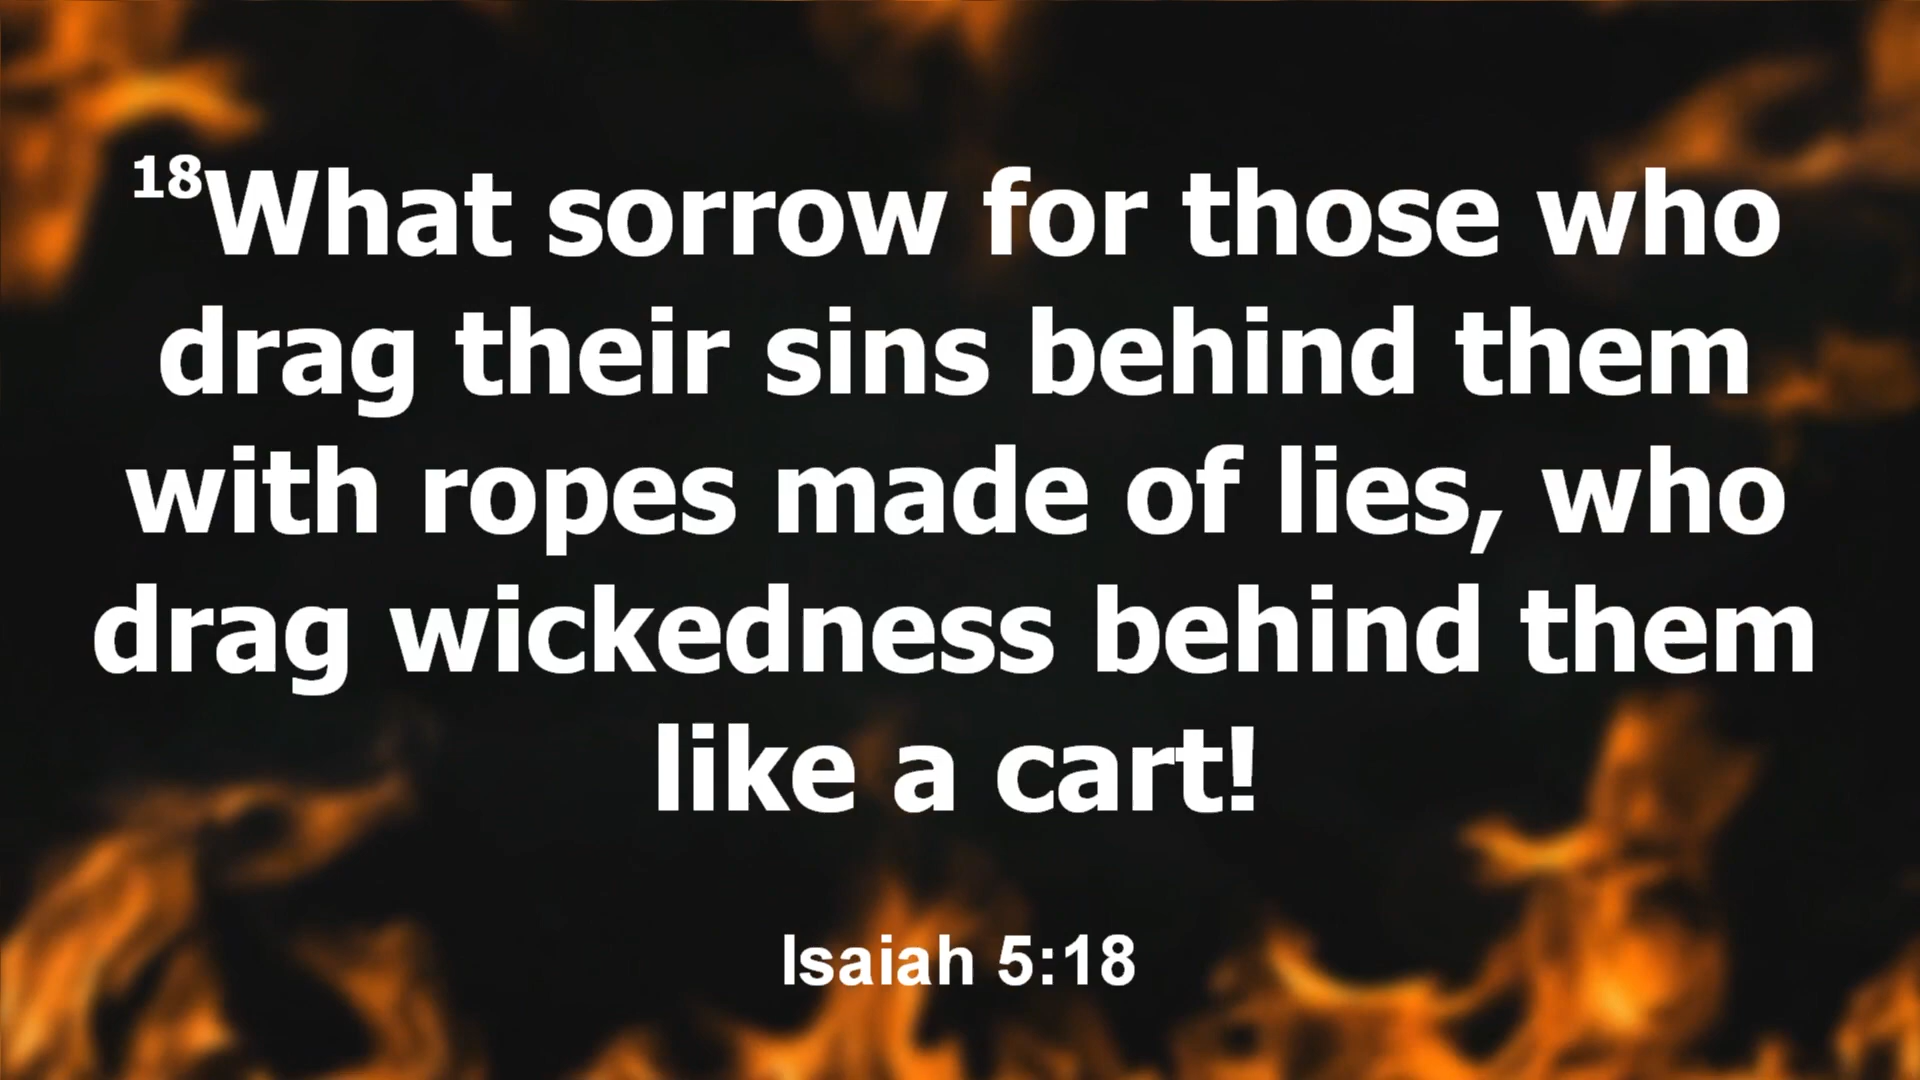 18What sorrow for those who
drag their sins behind them
with ropes made of lies, who
drag wickedness behind them
like a cart!
Isaiah 5:18